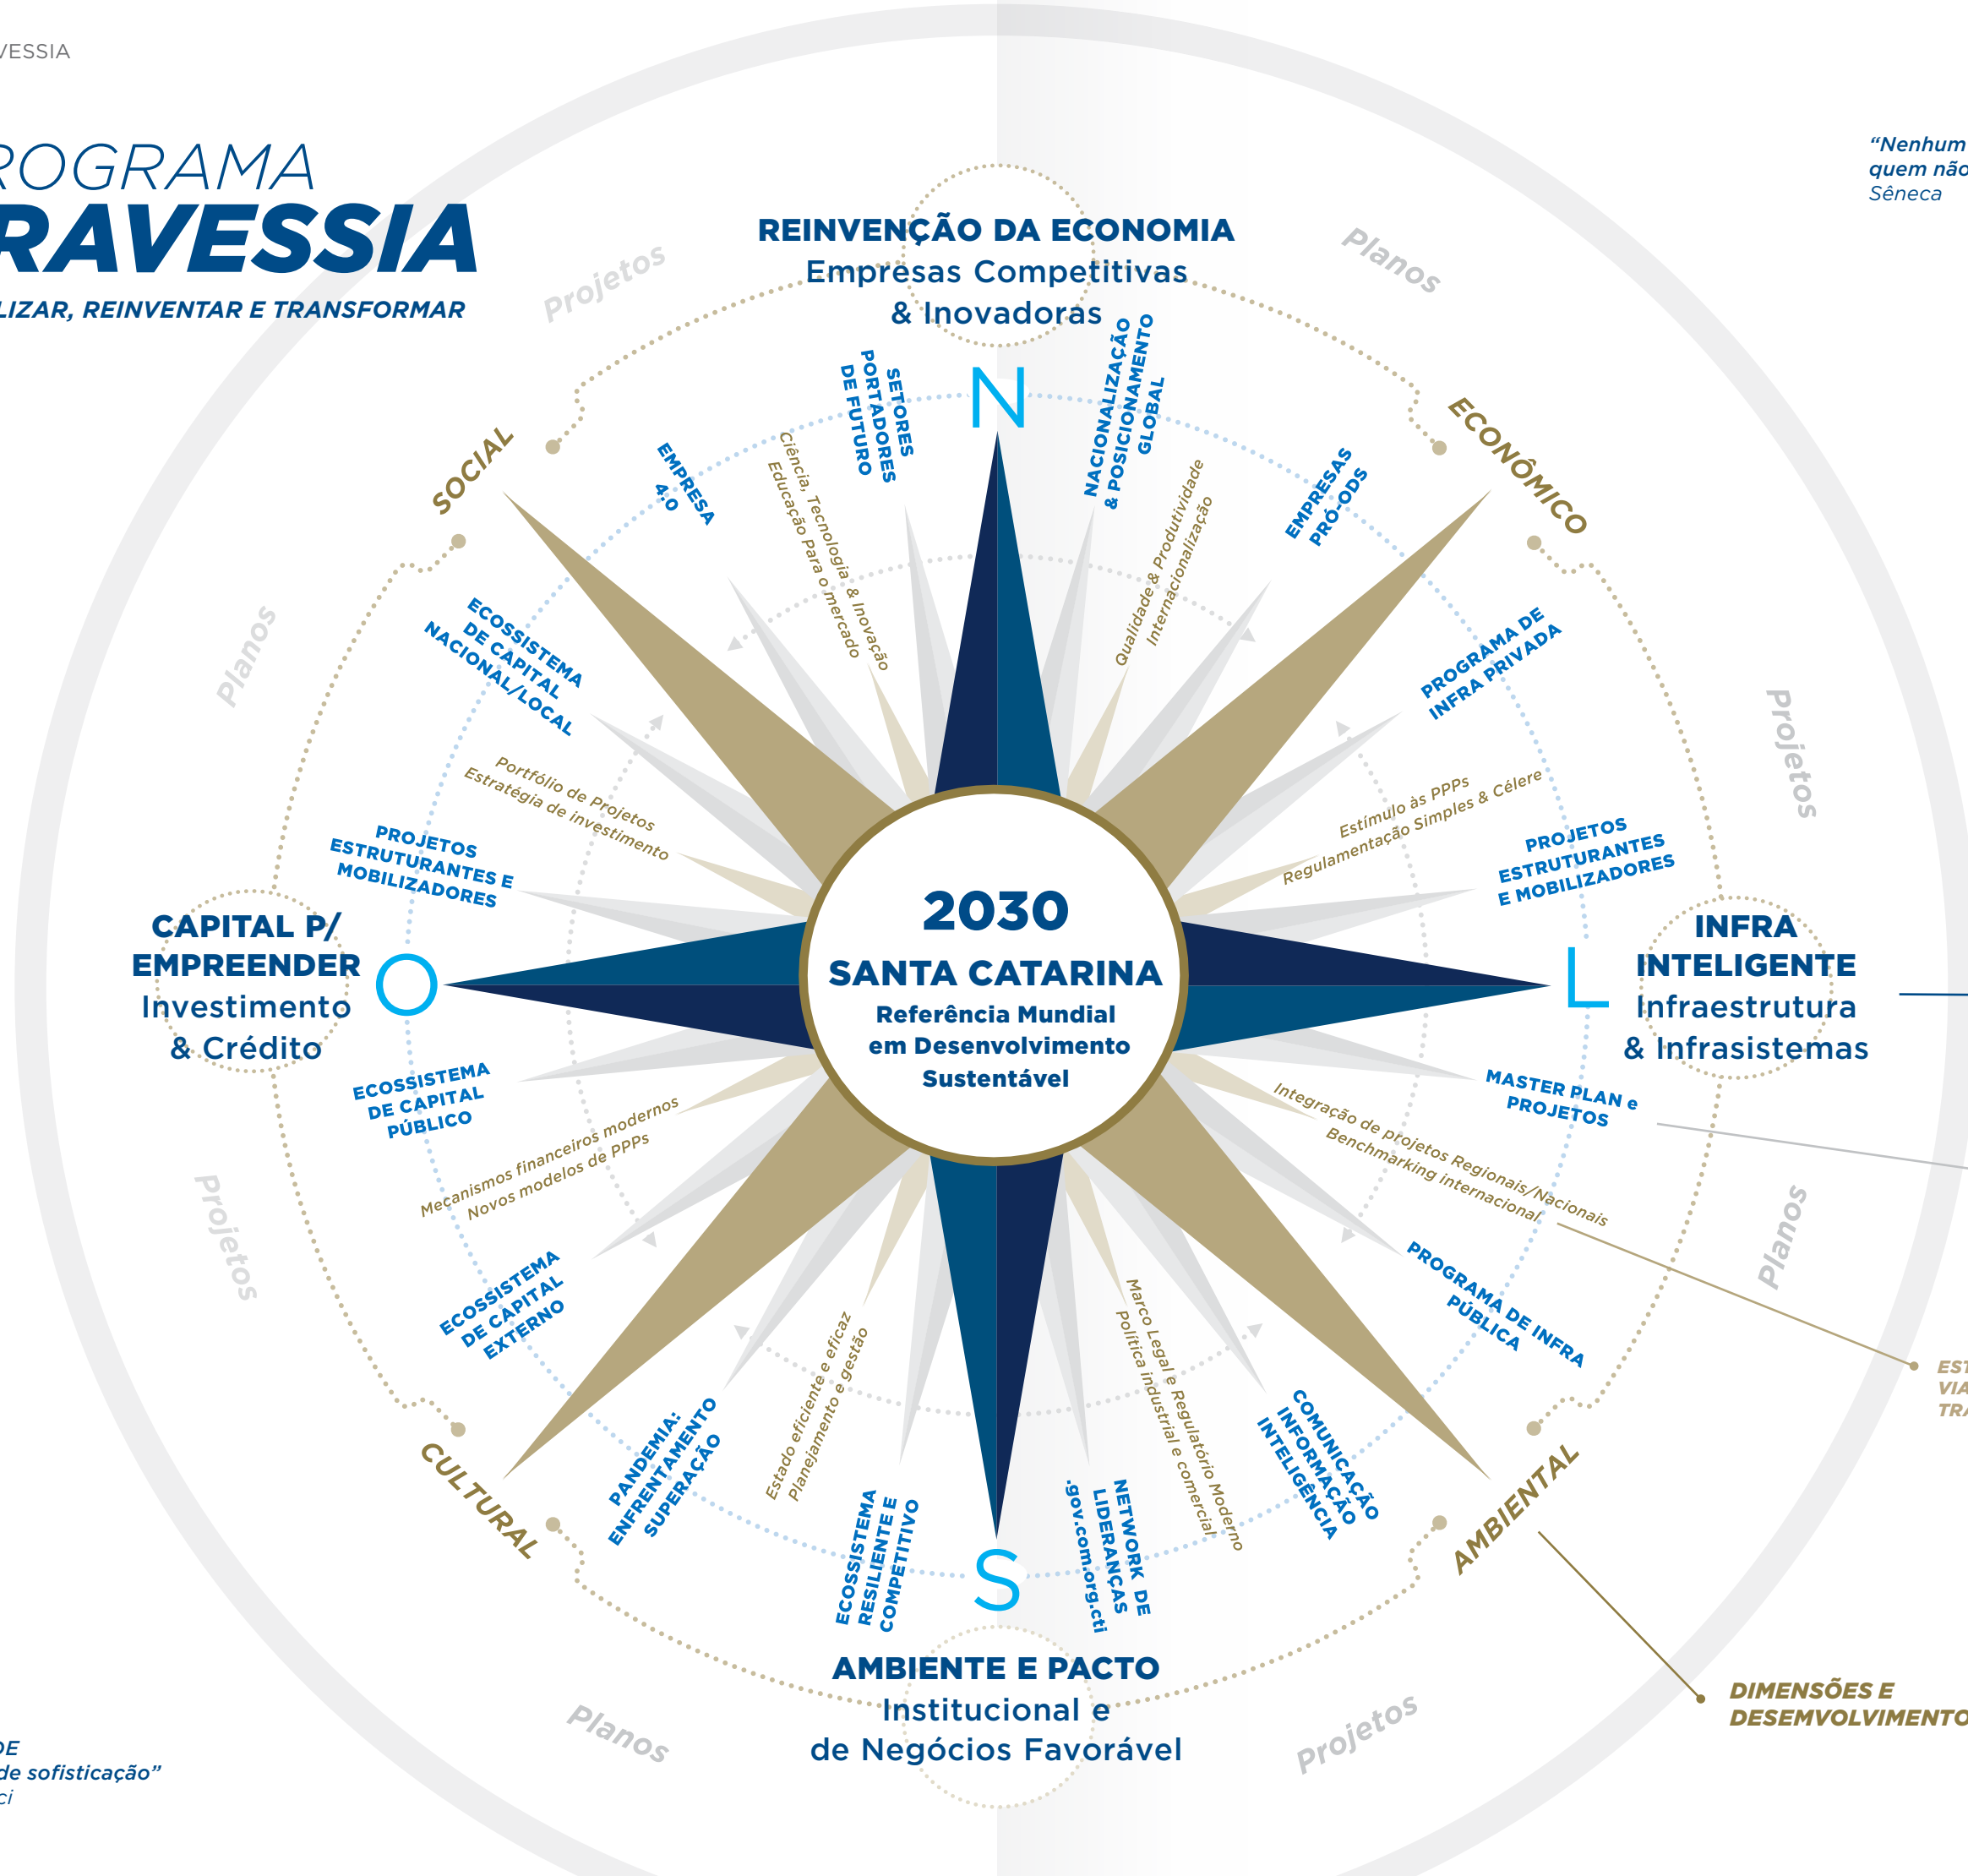 VESSIA
ROGRAMA
RAVESSIA
LIZAR, REINVENTAR E TRANSFORMAR
“Nenhum
quem não
Sêneca
Projetos
Planos
REINVENÇÃO DA ECONOMIA
Empresas Competitivas
& Inovadoras
N
SETORES
PORTADORES
DE FUTURO
NACIONALIZAÇÃO
& POSICIONAMENTO
GLOBAL
SOCIAL
ECONÔMICO
EMPRESA
4.0
Ciência, Tecnologia & Inovação
Educação Para o mercado
Qualidade & Produtividade
Internacionalização
EMPRESAS
PRÓ-ODS
Planos
ECOSSISTEMA
DE CAPITAL
NACIONAL/LOCAL
PROGRAMA DE
INFRA PRIVADA
Projetos
Portfólio de Projetos
Estratégia de investimento
Estímulo às PPPs
Regulamentação Simples & Célere
PROJETOS
ESTRUTURANTES E
MOBILIZADORES
PROJETOS
ESTRUTURANTES
E MOBILIZADORES
CAPITAL P/
EMPREENDER
Investimento
& Crédito
O
2030
SANTA CATARINA
Referência Mundial
em Desenvolvimento
Sustentável
L
INFRA
INTELIGENTE
Infraestrutura
& Infrasistemas
ECOSSISTEMA
DE CAPITAL
PÚBLICO
MASTER PLAN e
PROJETOS
Mecanismos financeiros modernos
Novos modelos de PPPs
Integração de projetos Regionais/Nacionais
Benchmarking internacional
Projetos
Planos
ECOSSISTEMA
DE CAPITAL
EXTERNO
PROGRAMA DE INFRA
PÚBLICA
EST
VIA
TRA
Estado eficiente e eficaz
Planejamento e gestão
Marco Legal e Regulatório Moderno
Política industrial e comercial
PANDEMIA:
ENFRENTAMENTO
SUPERAÇÃO
COMUNICAÇÃO
INFORMAÇÃO
INTELIGÊNCIA
CULTURAL
AMBIENTAL
ECOSSISTEMA
RESILIENTE E
COMPETITIVO
NETWORK DE
LIDERANÇAS
.gov.com.org.cti
S
AMBIENTE E PACTO
Institucional e
de Negócios Favorável
Planos
Projetos
DIMENSÕES E
DESEMVOLVIMENTO
DE
de sofisticação”
ci